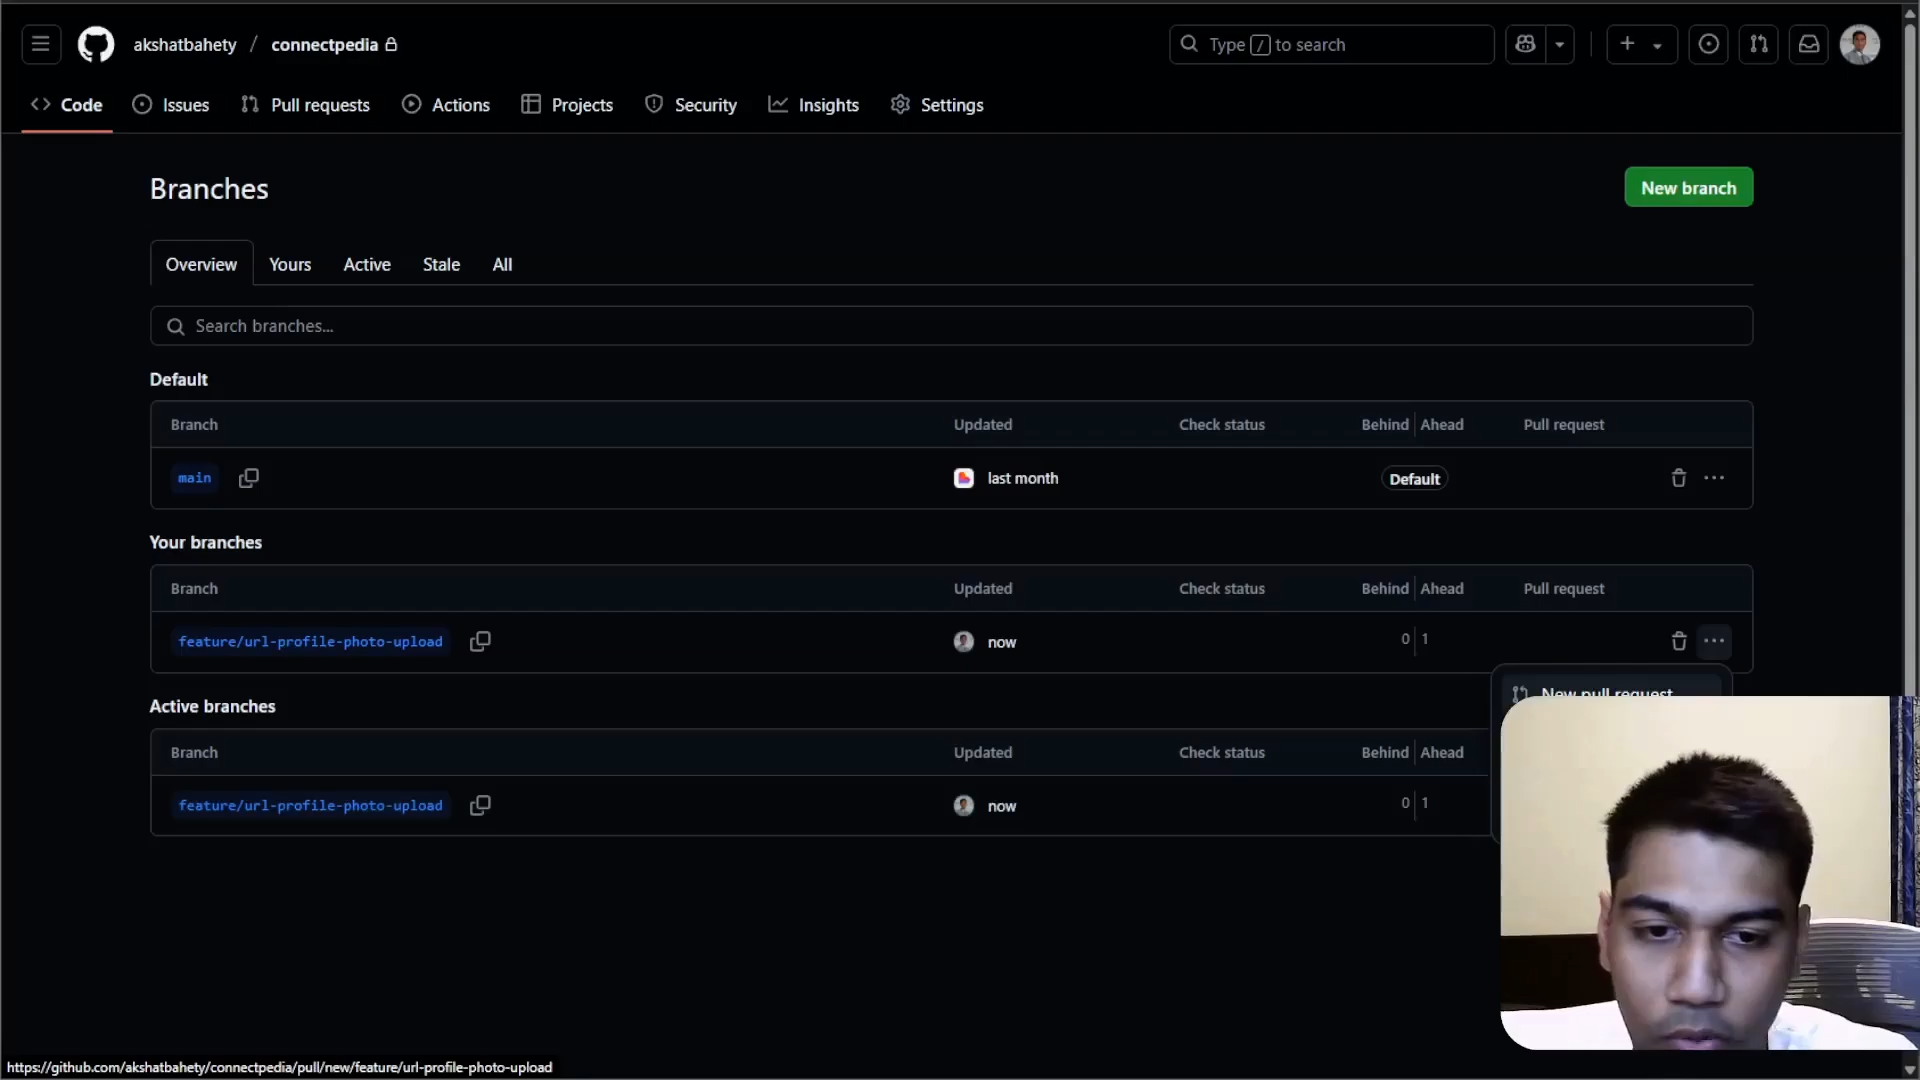 akshatbahety / connectpedia
Type / to search
Code Issues Pull requests Actions Projects Security Insights Settings
Branches
New branch
Overview Yours Active Stale All
Search branches...
Default
Branch Updated Check status Behind Ahead Pull request
main last month Default
Your branches
Branch Updated Check status Behind Ahead Pull request
feature/url-profile-photo-upload now 0 1
New pull request
Active branches
Branch Updated Check status Behind Ahead
feature/url-profile-photo-upload now 0 1
https://github.com/akshatbahety/connectpedia/pull/new/feature/url-profile-photo-upload